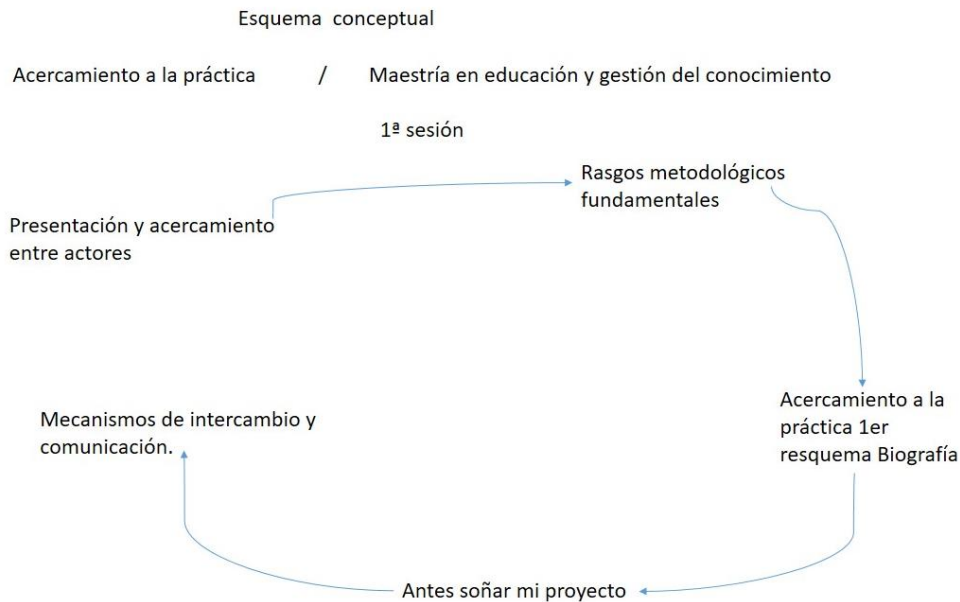 Esquema conceptual
Acercamiento a la práctica / Maestría en educación y gestión del conocimiento
1ª sesión
Rasgos metodológicos
fundamentales
Presentación y acercamiento
entre actores
Acercamiento a la
práctica 1er
resquema Biografía
Mecanismos de intercambio y
comunicación.
Antes soñar mi proyecto